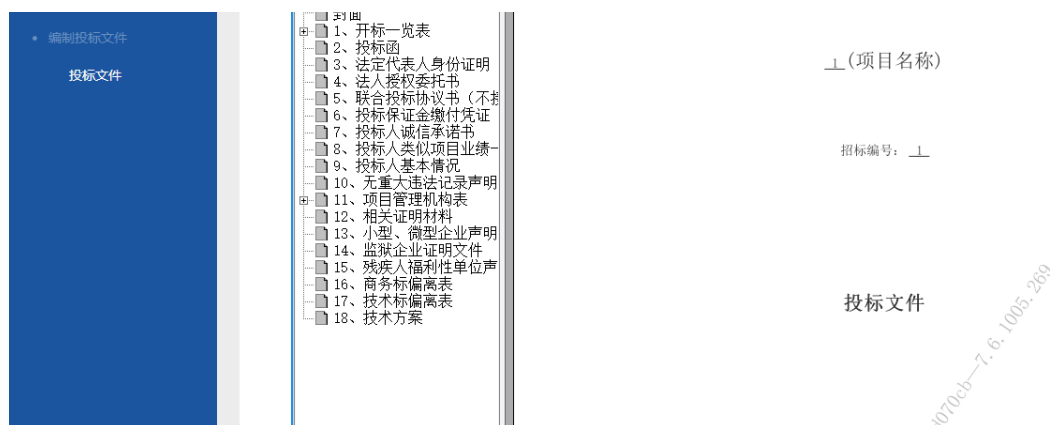 编制投标文件
投标文件
封面
1、开标一览表
2、投标函
3、法定代表人身份证明
4、法人授权委托书
5、联合投标协议书（不接
6、投标保证金缴付凭证
7、投标人诚信承诺书
8、投标人类似项目业绩一
9、投标人基本情况
10、无重大违法记录声明
11、项目管理机构表
12、相关证明材料
13、小型、微型企业声明
14、监狱企业证明文件
15、残疾人福利性单位声
16、商务标偏离表
17、技术标偏离表
18、技术方案
1 (项目名称)
招标编号： 1
投标文件
070cb—7.6.1005.269